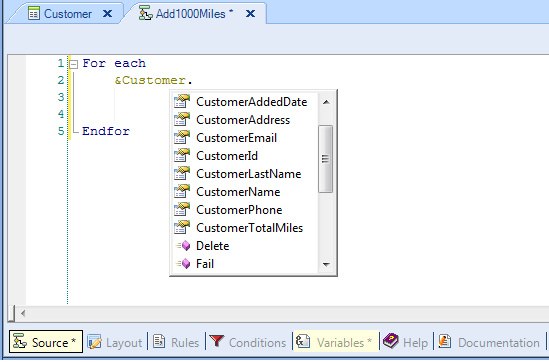 Customer
Add1000Miles *
1 For each
2 &Customer.
3
4
5 Endfor
CustomerAddedDate
CustomerAddress
CustomerEmail
CustomerId
CustomerLastName
CustomerName
CustomerPhone
CustomerTotalMiles
Delete
Fail
Source * Layout Rules Conditions Variables * Help Documentation